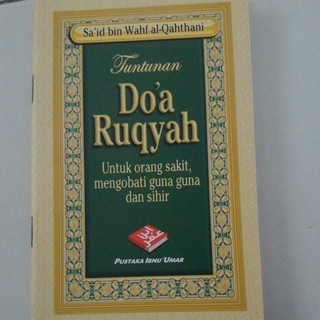 Sa'id bin Wahf al-Qahthani
Tuntunan
Do'a
Ruqyah
Untuk orang sakit,
mengobati guna guna
dan sihir
PUSTAKA IBNU 'UMAR